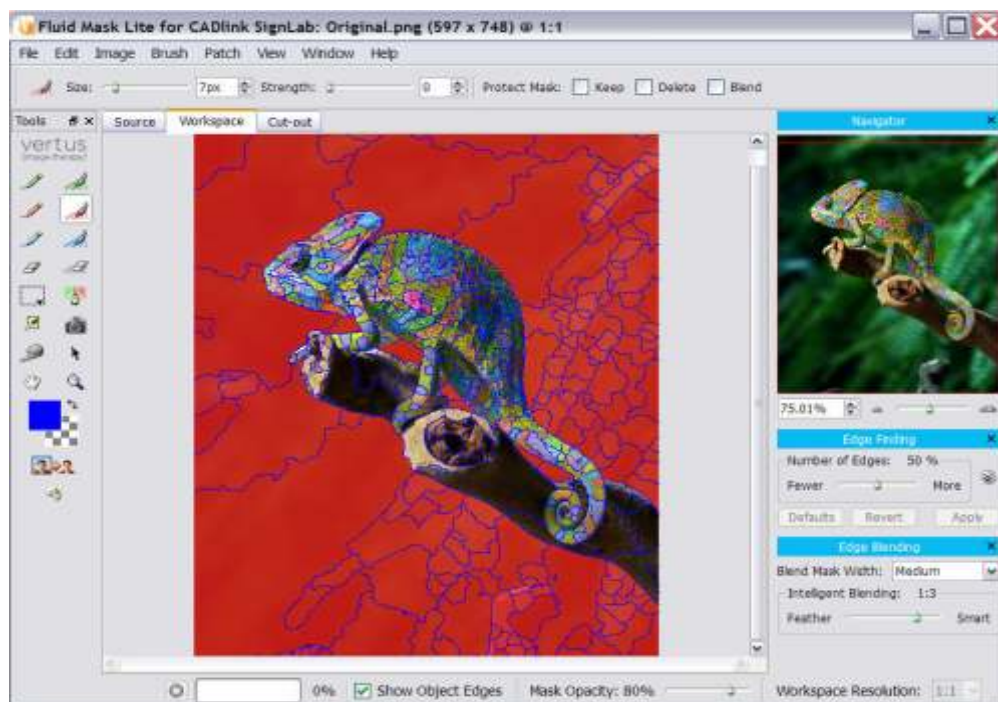 Fluid Mask Lite for CADlink SignLab: Original.png (597 x 748) @ 1:1
File Edit Image Brush Patch View Window Help
Size: 7px Strength: 0 Protect Mask: Keep Delete Blend
Tools Source Workspace Cut-out Navigator
vertus
75.01%
Edge Finding
Number of Edges: 50 %
Fewer More
Defaults Revert Apply
Edge Blending
Blend Mask Width: Medium
Intelligent Blending: 1:3
Feather Smart
0% Show Object Edges Mask Opacity: 80% Workspace Resolution: 1:1